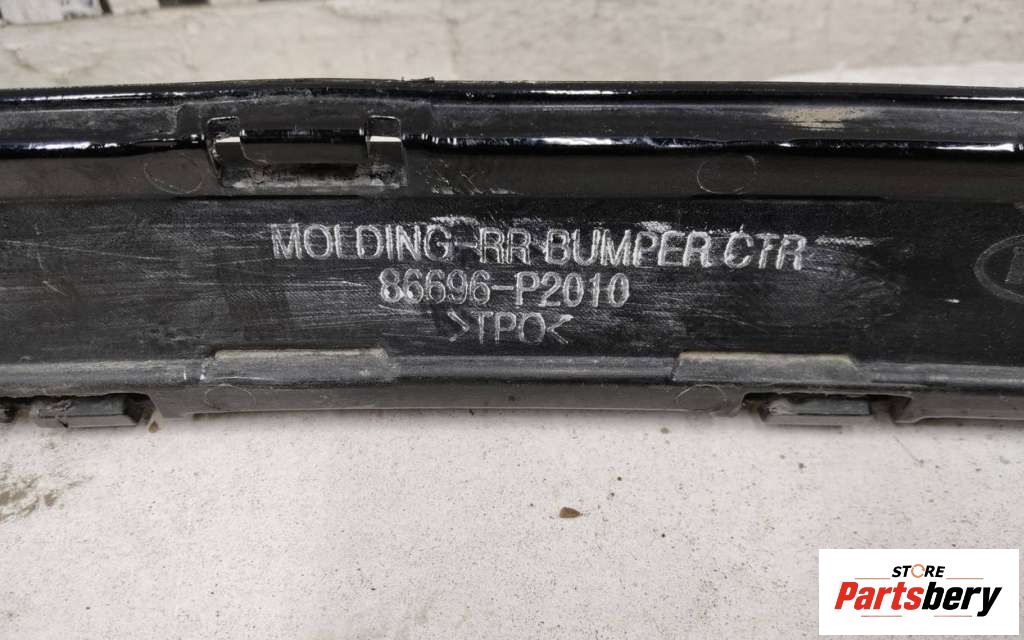 MOLDING-RR BUMPER.CTR
86696-P2010
>TPO<
STORE
Partsbery